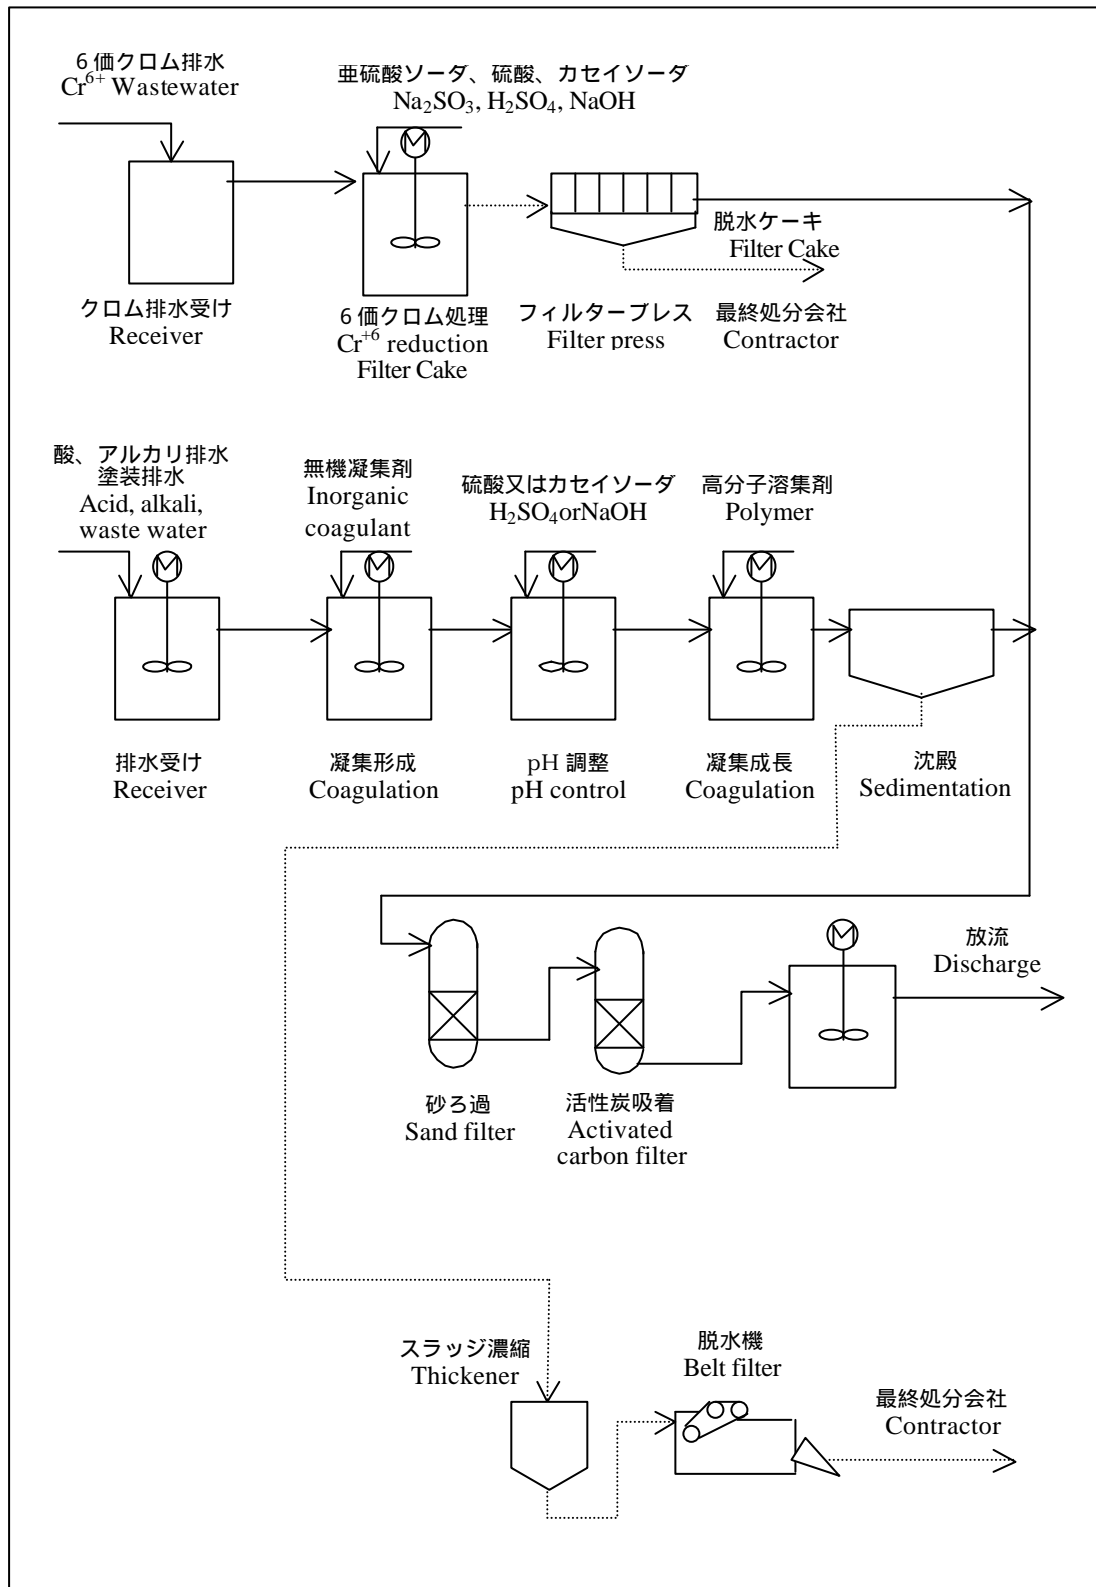 6価クロム排水
Cr6+ Wastewater
亜硫酸ソーダ、硫酸、カセイソーダ
Na2SO3, H2SO4, NaOH
M
脱水ケーキ
Filter Cake
クロム排水受け
Receiver
6価クロム処理
Cr+6 reduction
Filter Cake
フィルタープレス
Filter press
最終処分会社
Contractor
酸、アルカリ排水
塗装排水
Acid, alkali,
waste water
無機凝集剤
Inorganic
coagulant
硫酸又はカセイソーダ
H2SO4orNaOH
高分子溶集剤
Polymer
M
M
M
M
排水受け
Receiver
凝集形成
Coagulation
pH 調整
pH control
凝集成長
Coagulation
沈殿
Sedimentation
M
放流
Discharge
砂ろ過
Sand filter
活性炭吸着
Activated
carbon filter
スラッジ濃縮
Thickener
脱水機
Belt filter
最終処分会社
Contractor